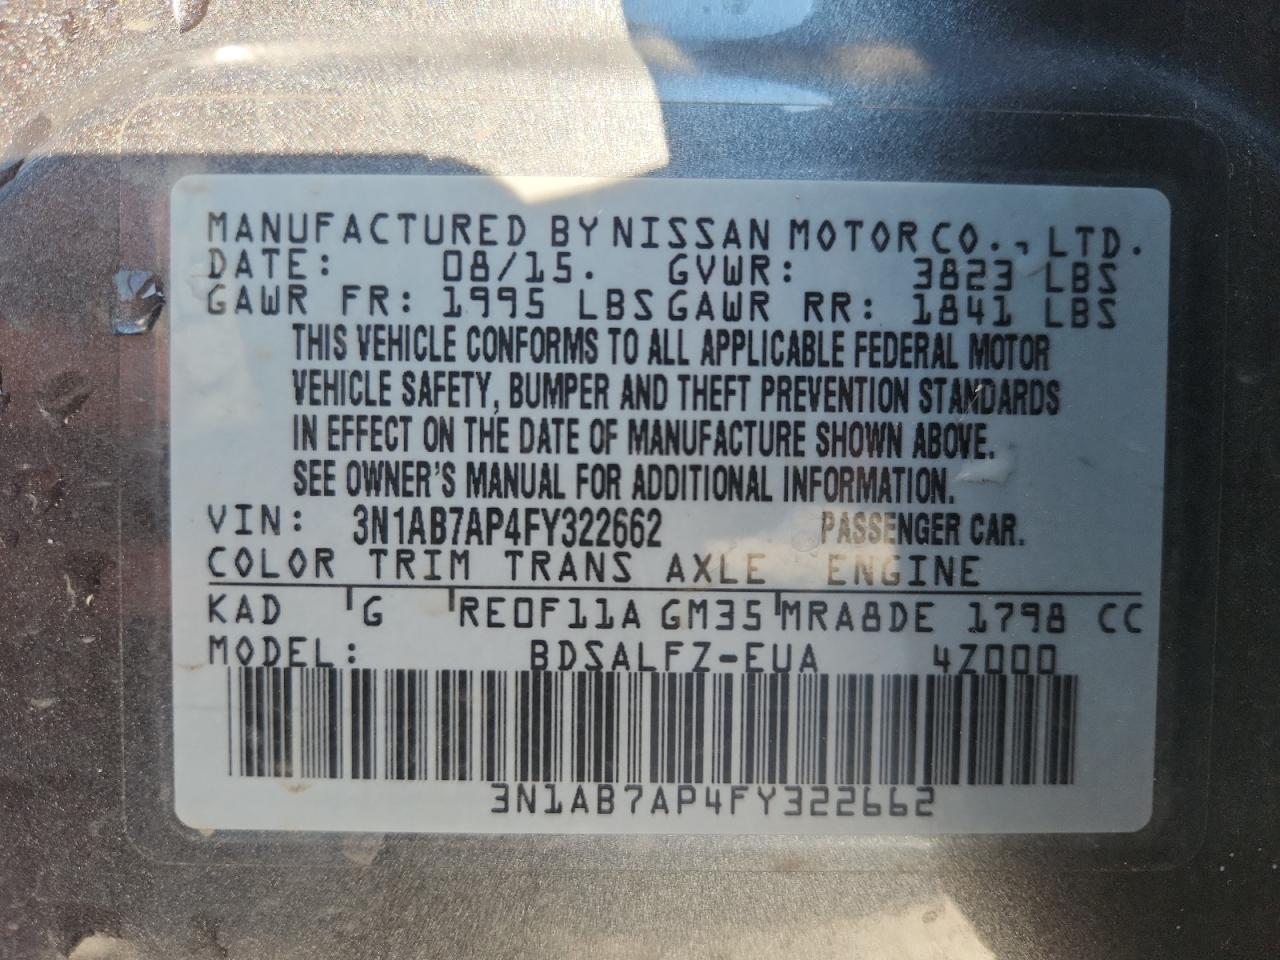 MANUFACTURED BY NISSAN MOTOR CO., LTD.
DATE: 08/15. GVWR: 3823 LBS
GAWR FR: 1995 LBS GAWR RR: 1841 LBS
THIS VEHICLE CONFORMS TO ALL APPLICABLE FEDERAL MOTOR
VEHICLE SAFETY, BUMPER AND THEFT PREVENTION STANDARDS
IN EFFECT ON THE DATE OF MANUFACTURE SHOWN ABOVE.
SEE OWNER'S MANUAL FOR ADDITIONAL INFORMATION.
VIN: 3N1AB7AP4FY322662 PASSENGER CAR.
COLOR TRIM TRANS AXLE ENGINE
KAD G RE0F11A GM35 MRA8DE 1798 CC
MODEL: BDSALFZ-EUA 4Z000
3N1AB7AP4FY322662